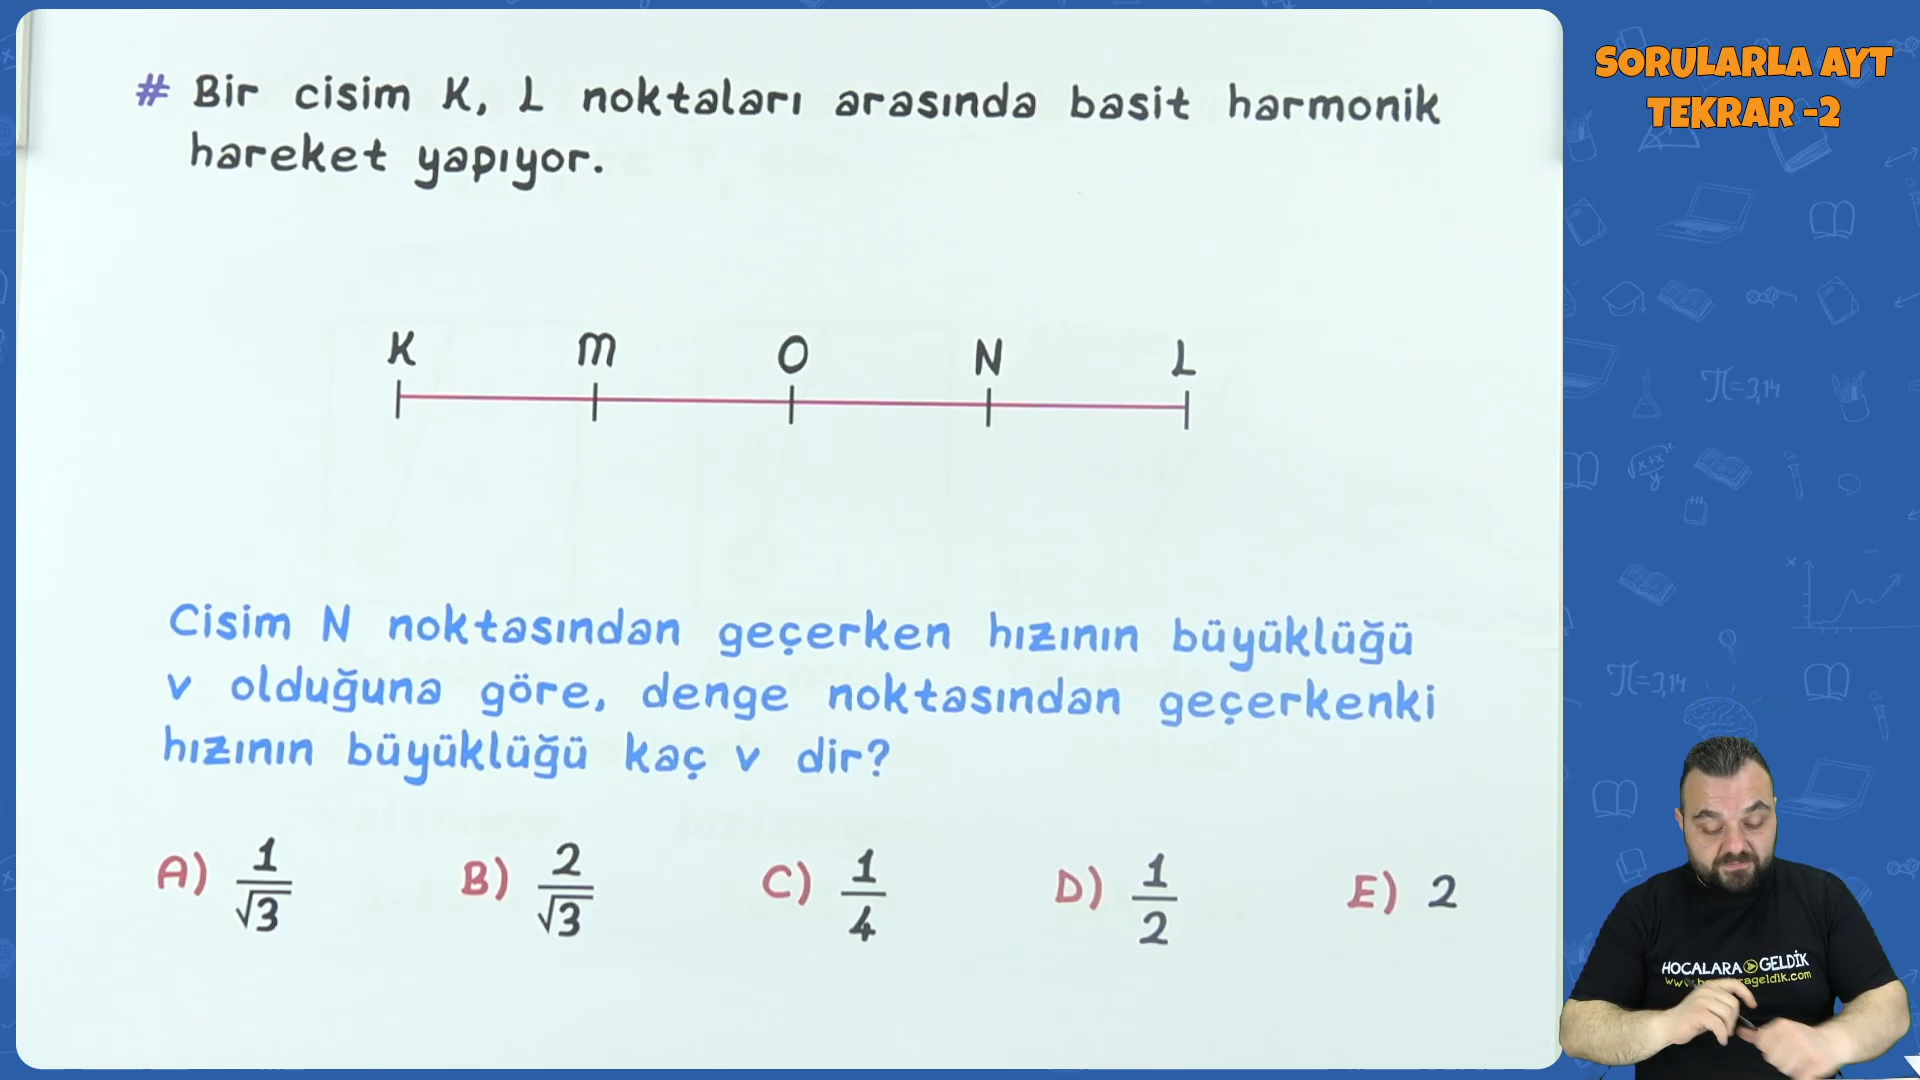 SORULARLA AYT
TEKRAR -2
# Bir cisim K, L noktaları arasında basit harmonik
hareket yapıyor.
K M O N L
Cisim N noktasından geçerken hızının büyüklüğü
v olduğuna göre, denge noktasından geçerkenki
hızının büyüklüğü kaç v dir?
A) 1/√3 B) 2/√3 C) 1/4 D) 1/2 E) 2
HOCALARA GELDİK
π=3,14
π=3,14